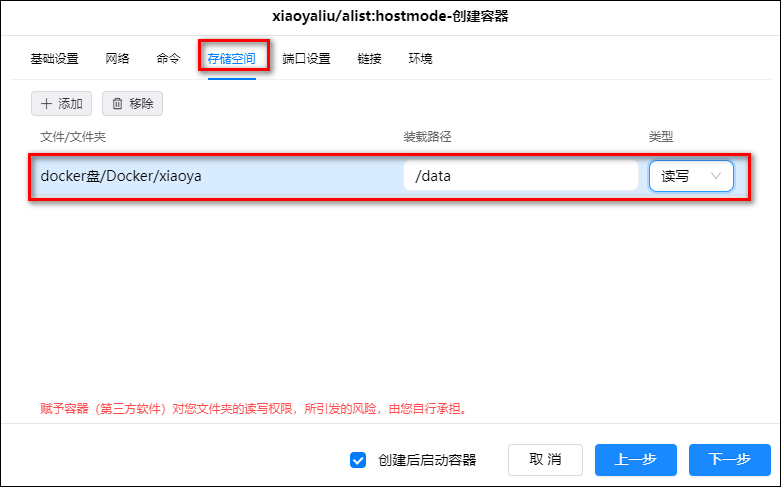 xiaoyaliu/alist:hostmode-创建容器
基础设置 网络 命令 存储空间 端口设置 链接 环境
添加 移除
文件/文件夹 装载路径 类型
docker盘/Docker/xiaoya /data 读写
赋予容器（第三方软件）对您文件夹的读写权限，所引发的风险，由您自行承担。
创建后启动容器 取消 上一步 下一步